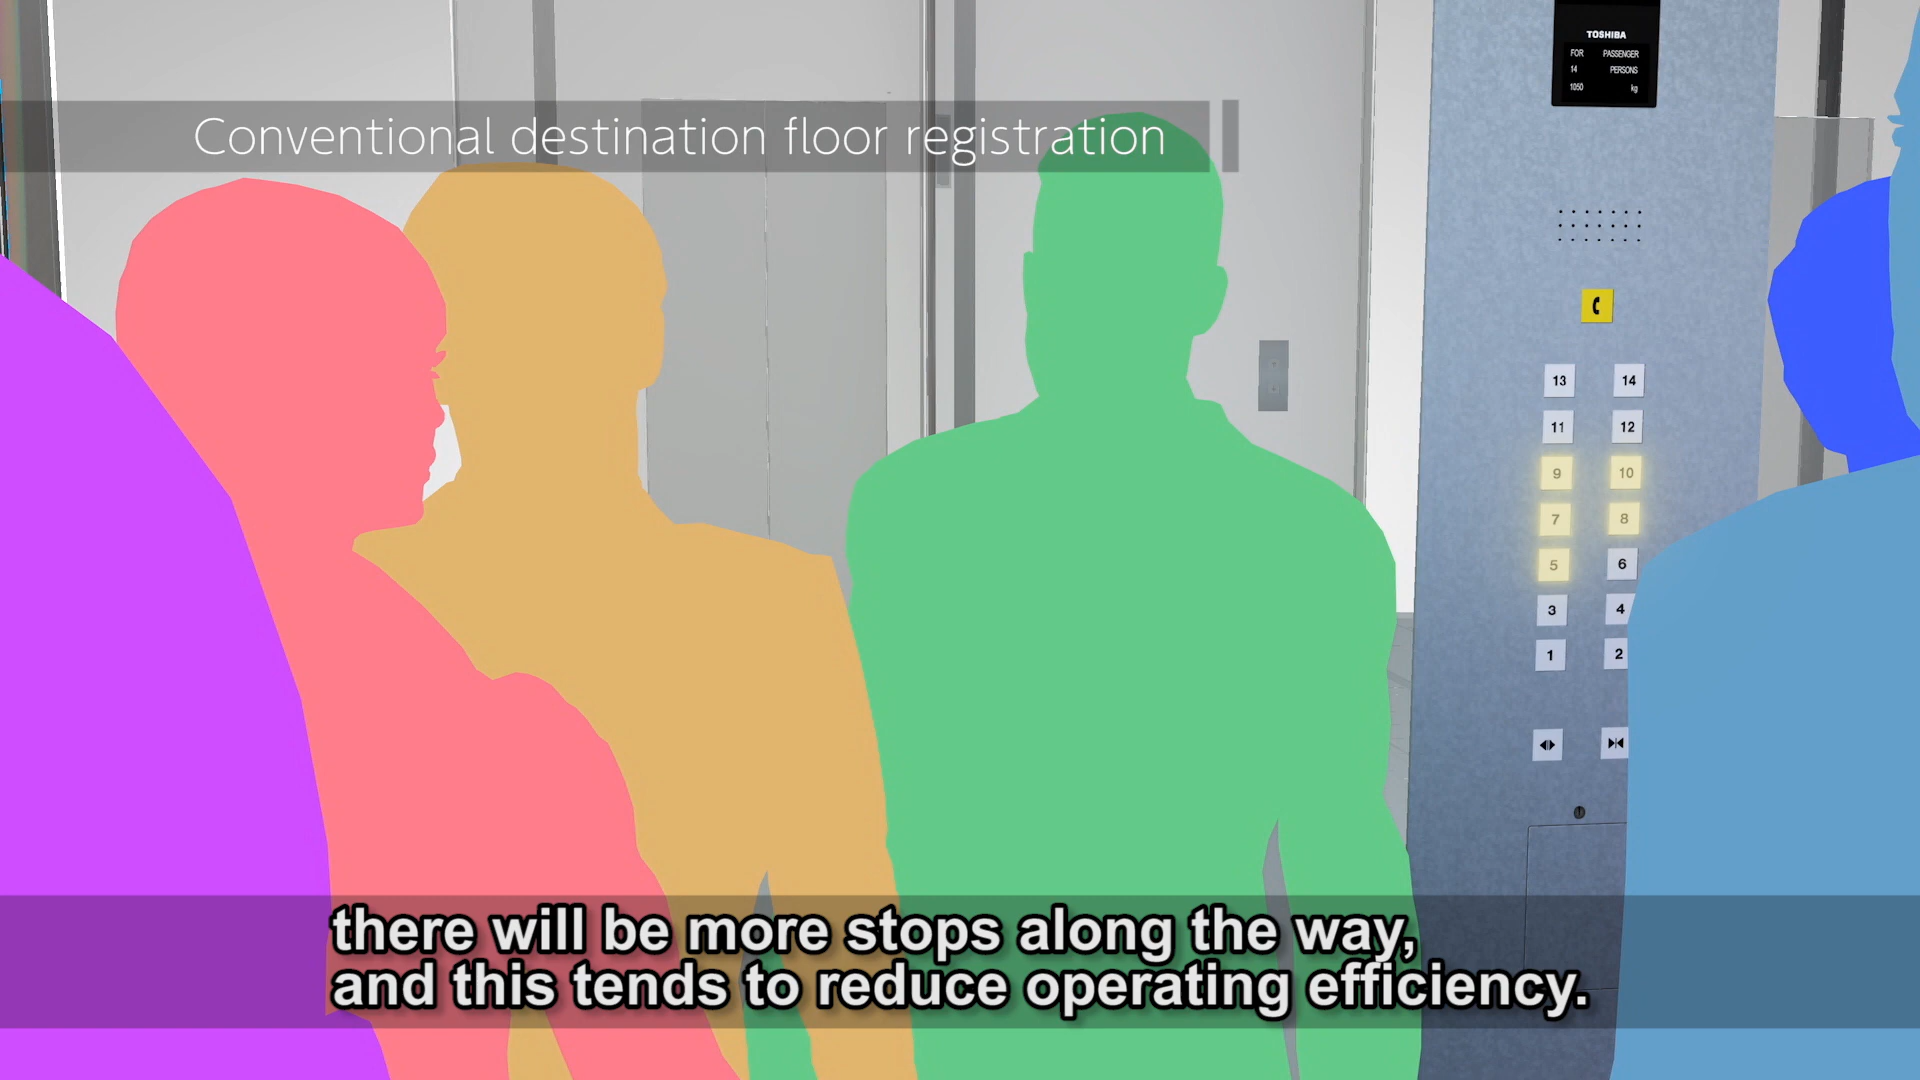 TOSHIBA
FOR PASSENGER
14 PERSONS
1050 kg
Conventional destination floor registration
13 14
11 12
9 10
7 8
5 6
3 4
1 2
there will be more stops along the way,
and this tends to reduce operating efficiency.